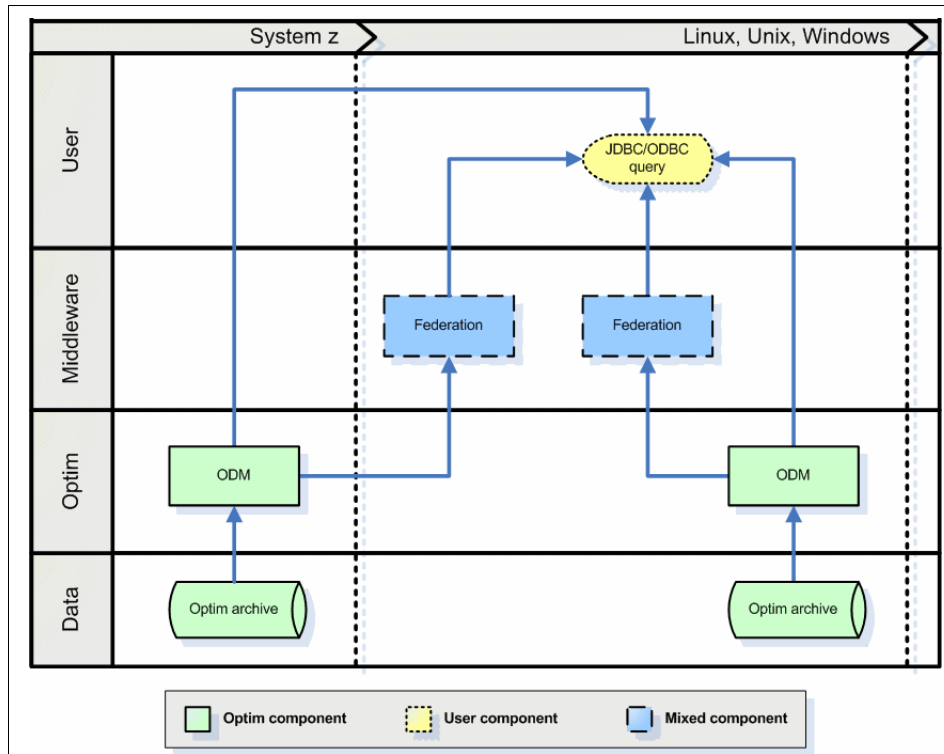 System z
Linux, Unix, Windows
User
JDBC/ODBC
query
Middleware
Federation
Federation
Optim
ODM
ODM
Data
Optim archive
Optim archive
Optim component
User component
Mixed component